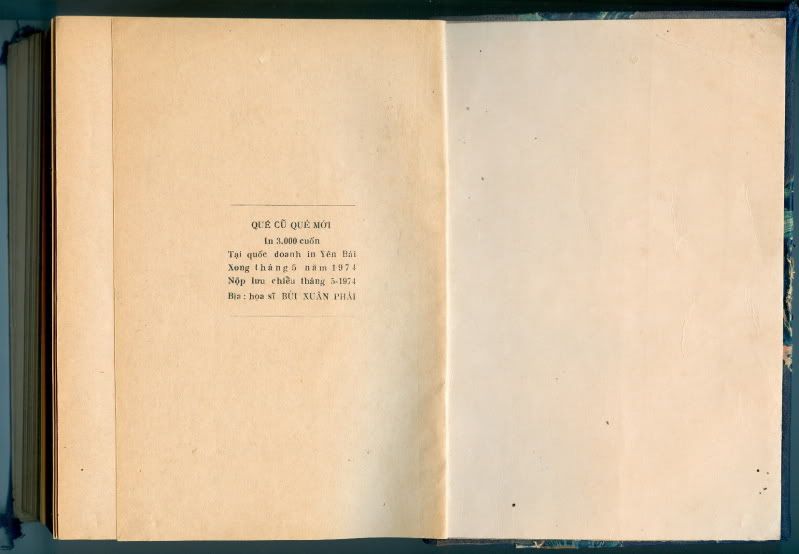 QUÊ CŨ QUÊ MỚI
In 3.000 cuốn
Tại quốc doanh in Yên Bái
Xong tháng 5 năm 1974
Nộp lưu chiểu tháng 5-1974
Bìa : họa sĩ BÙI XUÂN PHÁI